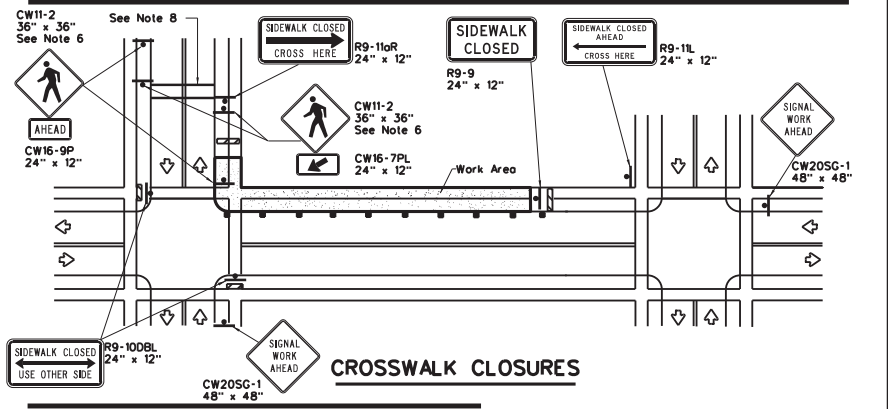 CW11-2
36" x 36"
See Note 6
See Note 8
AHEAD
CW16-9P
24" x 12"
SIDEWALK CLOSED
CROSS HERE
R9-11aR
24" x 12"
CW11-2
36" x 36"
See Note 6
CW16-7PL
24" x 12"
SIDEWALK
CLOSED
R9-9
24" x 12"
SIDEWALK CLOSED
AHEAD
CROSS HERE
R9-11L
24" x 12"
SIGNAL
WORK
AHEAD
CW20SG-1
48" x 48"
Work Area
SIDEWALK CLOSED
USE OTHER SIDE
R9-10DBL
24" x 12"
SIGNAL
WORK
AHEAD
CW20SG-1
48" x 48"
CROSSWALK CLOSURES